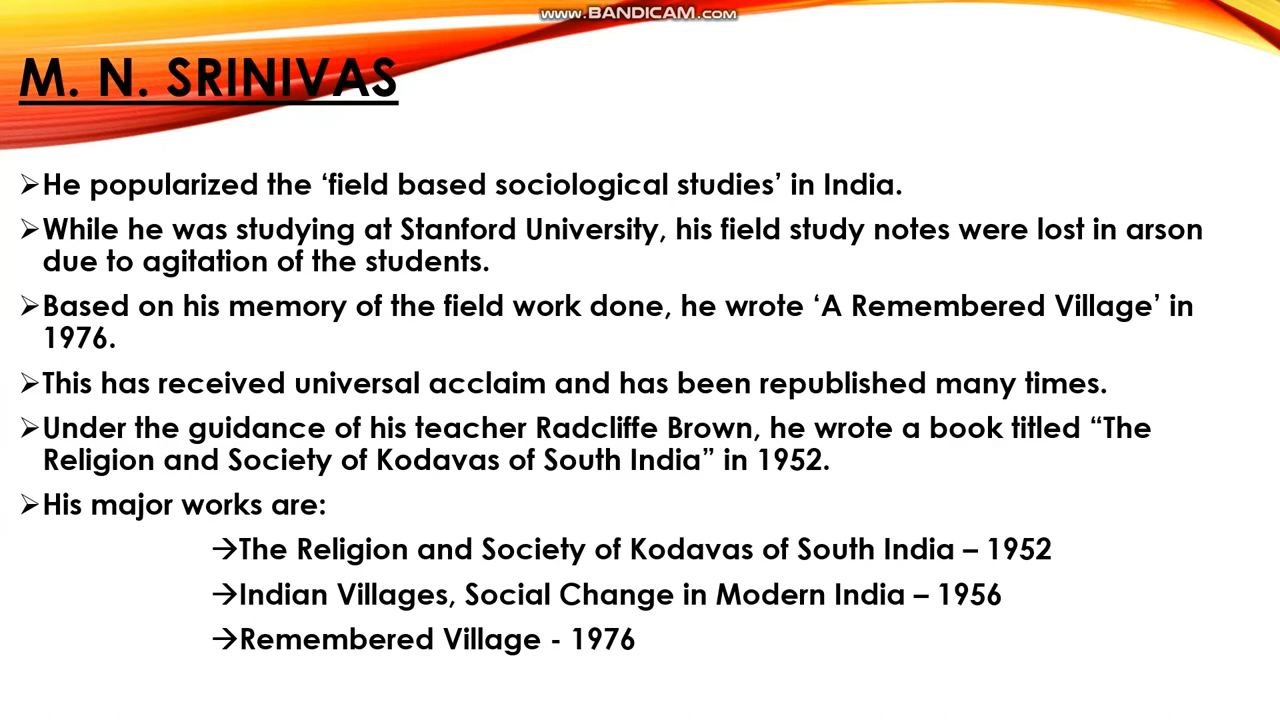 www.BANDICAM.com
M. N. SRINIVAS
➢He popularized the ‘field based sociological studies’ in India.
➢While he was studying at Stanford University, his field study notes were lost in arson
due to agitation of the students.
➢Based on his memory of the field work done, he wrote ‘A Remembered Village’ in
1976.
➢This has received universal acclaim and has been republished many times.
➢Under the guidance of his teacher Radcliffe Brown, he wrote a book titled “The
Religion and Society of Kodavas of South India” in 1952.
➢His major works are:
→The Religion and Society of Kodavas of South India – 1952
→Indian Villages, Social Change in Modern India – 1956
→Remembered Village - 1976